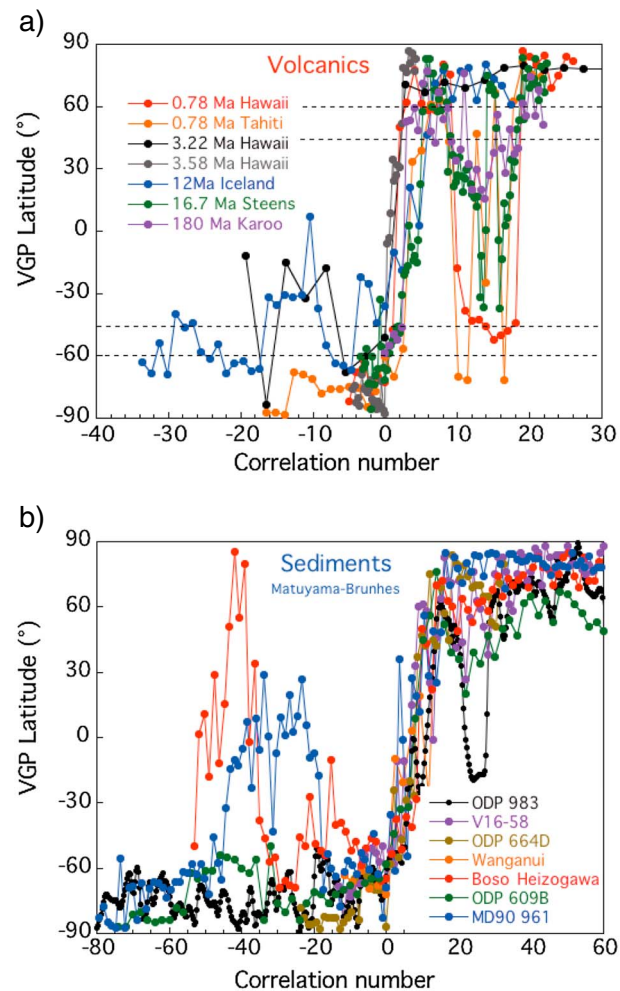 a)
90
60
30
0
-30
-60
-90
VGP Latitude (°)
Volcanics
0.78 Ma Hawaii
0.78 Ma Tahiti
3.22 Ma Hawaii
3.58 Ma Hawaii
12Ma Iceland
16.7 Ma Steens
180 Ma Karoo
-40 -30 -20 -10 0 10 20 30
Correlation number
b)
90
60
30
0
-30
-60
-90
VGP Latitude (°)
Sediments
Matuyama-Brunhes
ODP 983
V16-58
ODP 664D
Wanganui
Boso Heizogawa
ODP 609B
MD90 961
-80 -60 -40 -20 0 20 40 60
Correlation number